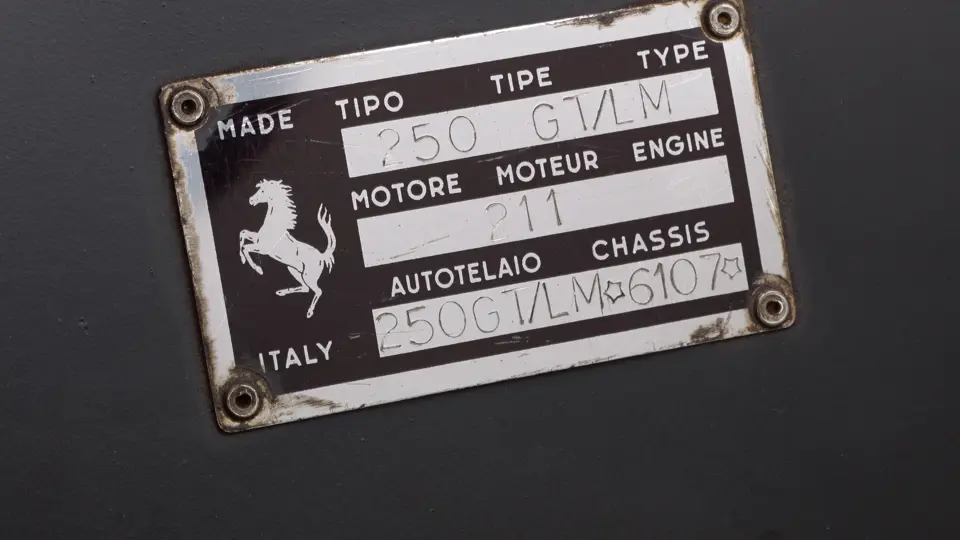 MADE TIPO TIPE TYPE
250 GT/LM
MOTORE MOTEUR ENGINE
211
AUTOTELAIO CHASSIS
250GT/LM☆6107☆
ITALY